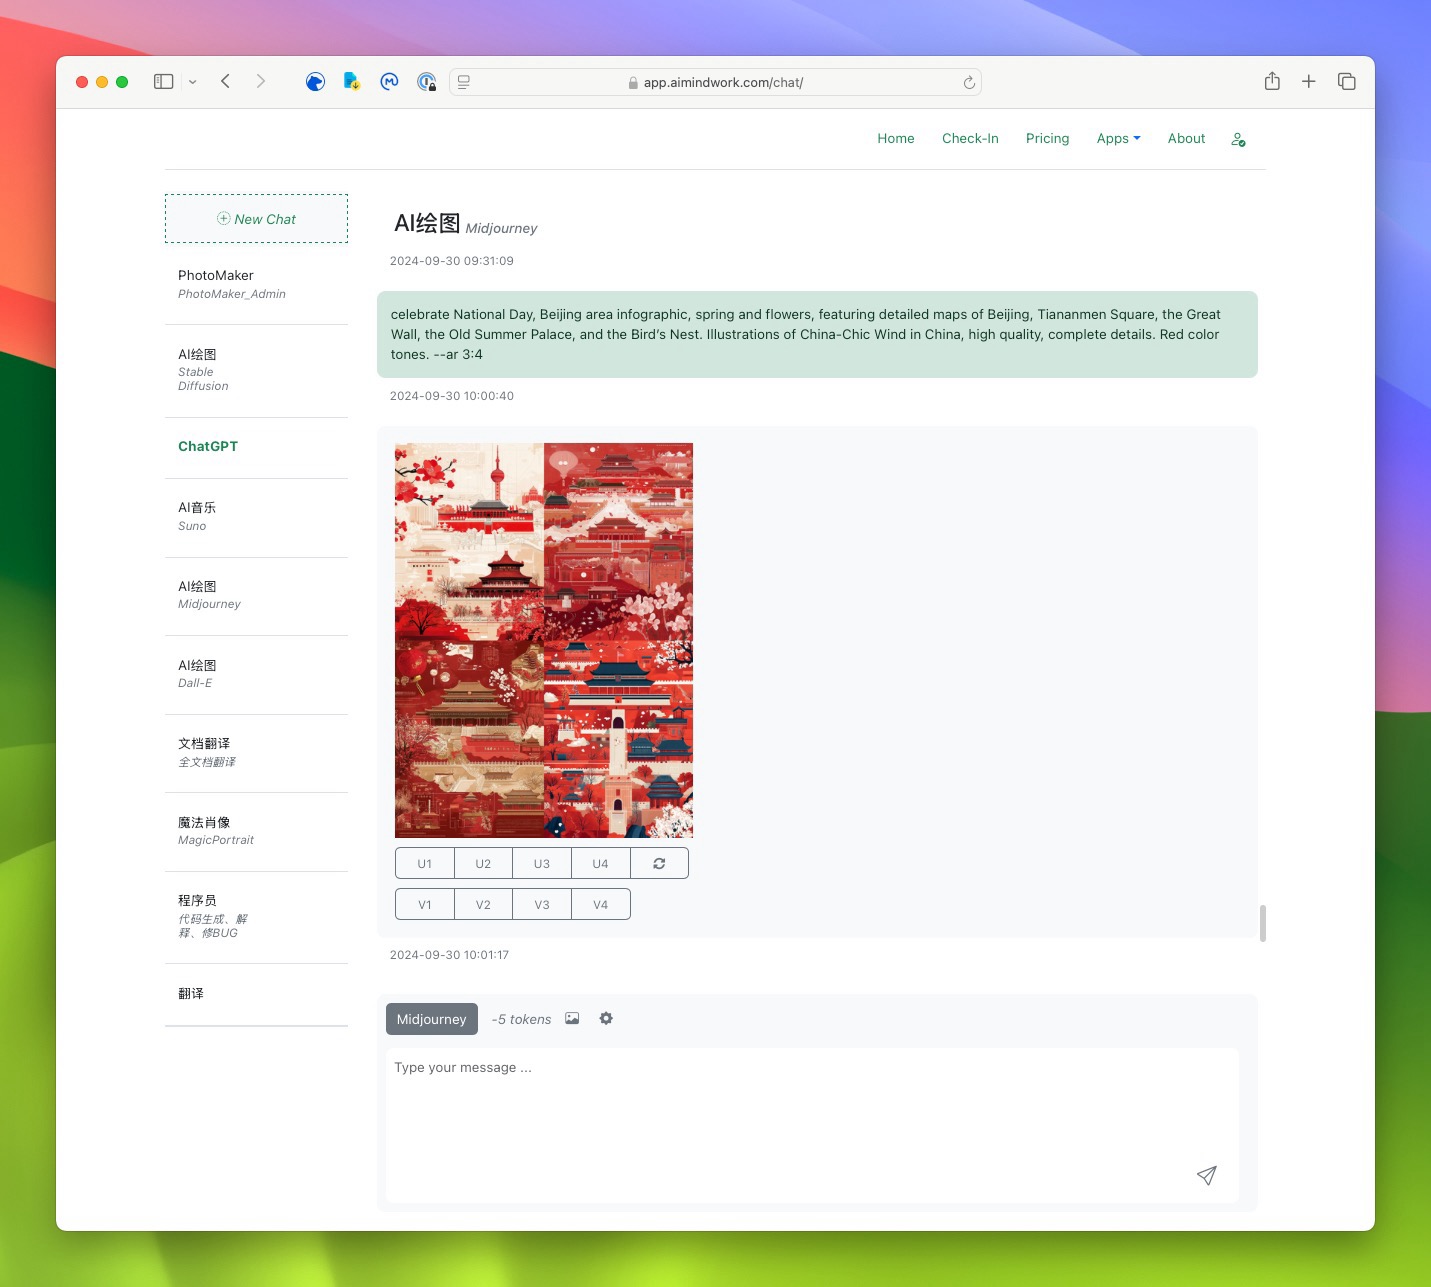 app.aimindwork.com/chat/
Home Check-In Pricing Apps About
New Chat
PhotoMaker
PhotoMaker_Admin
AI绘图
Stable
Diffusion
ChatGPT
AI音乐
Suno
AI绘图
Midjourney
AI绘图
Dall-E
文档翻译
全文档翻译
魔法肖像
MagicPortrait
程序员
代码生成、解
释、修BUG
翻译
AI绘图 Midjourney
2024-09-30 09:31:09
celebrate National Day, Beijing area infographic, spring and flowers, featuring detailed maps of Beijing, Tiananmen Square, the Great
Wall, the Old Summer Palace, and the Bird’s Nest. Illustrations of China-Chic Wind in China, high quality, complete details. Red color
tones. --ar 3:4
2024-09-30 10:00:40
U1 U2 U3 U4
V1 V2 V3 V4
2024-09-30 10:01:17
Midjourney -5 tokens
Type your message ...